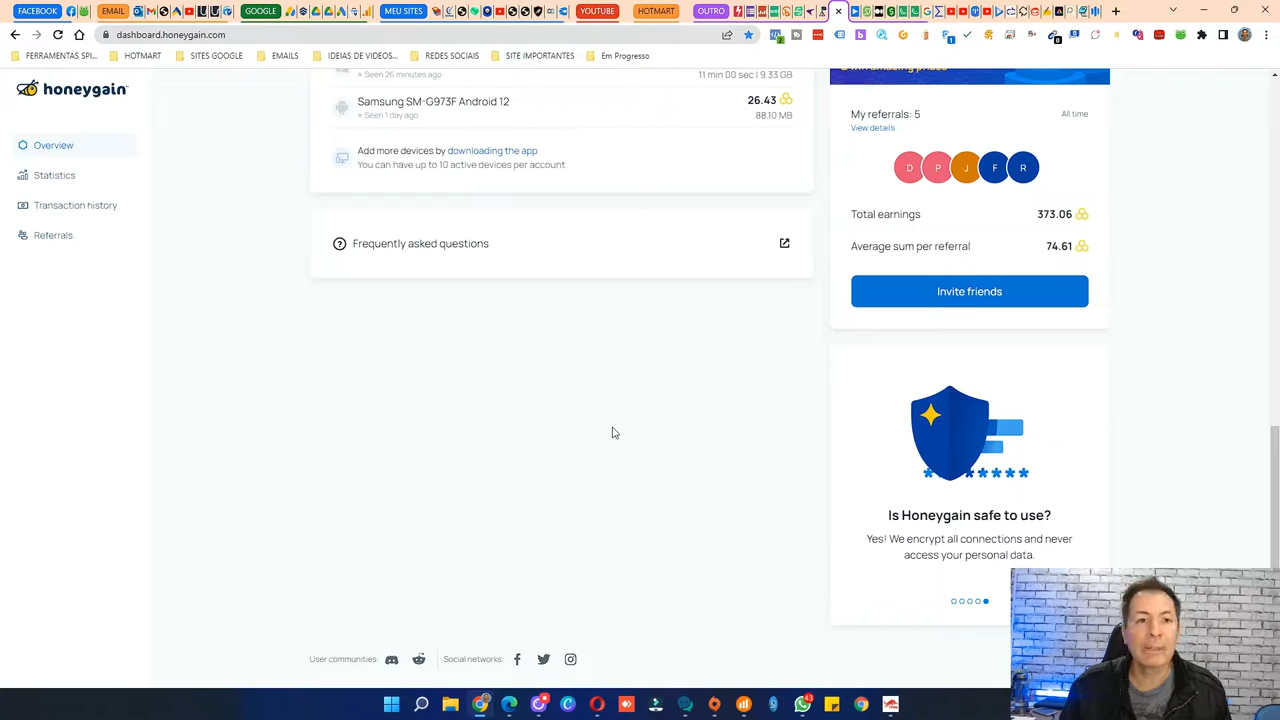 FACEBOOK
EMAIL
GOOGLE
MEU SITES
YOUTUBE
HOTMART
OUTRO
dashboard.honeygain.com
FERRAMENTAS SPI...
HOTMART
SITES GOOGLE
EMAILS
IDEIAS DE VIDEOS...
REDES SOCIAIS
SITE IMPORTANTES
Em Progresso
honeygain
Overview
Statistics
Transaction history
Referrals
Seen 26 minutes ago
11 min 00 sec | 9.33 GB
Samsung SM-G973F Android 12
26.43
Seen 1 day ago
88.10 MB
Add more devices by downloading the app
You can have up to 10 active devices per account
Frequently asked questions
My referrals: 5
All time
View details
D P J F R
Total earnings
373.06
Average sum per referral
74.61
Invite friends
Is Honeygain safe to use?
Yes! We encrypt all connections and never
access your personal data.
User communities:
Social networks:
43